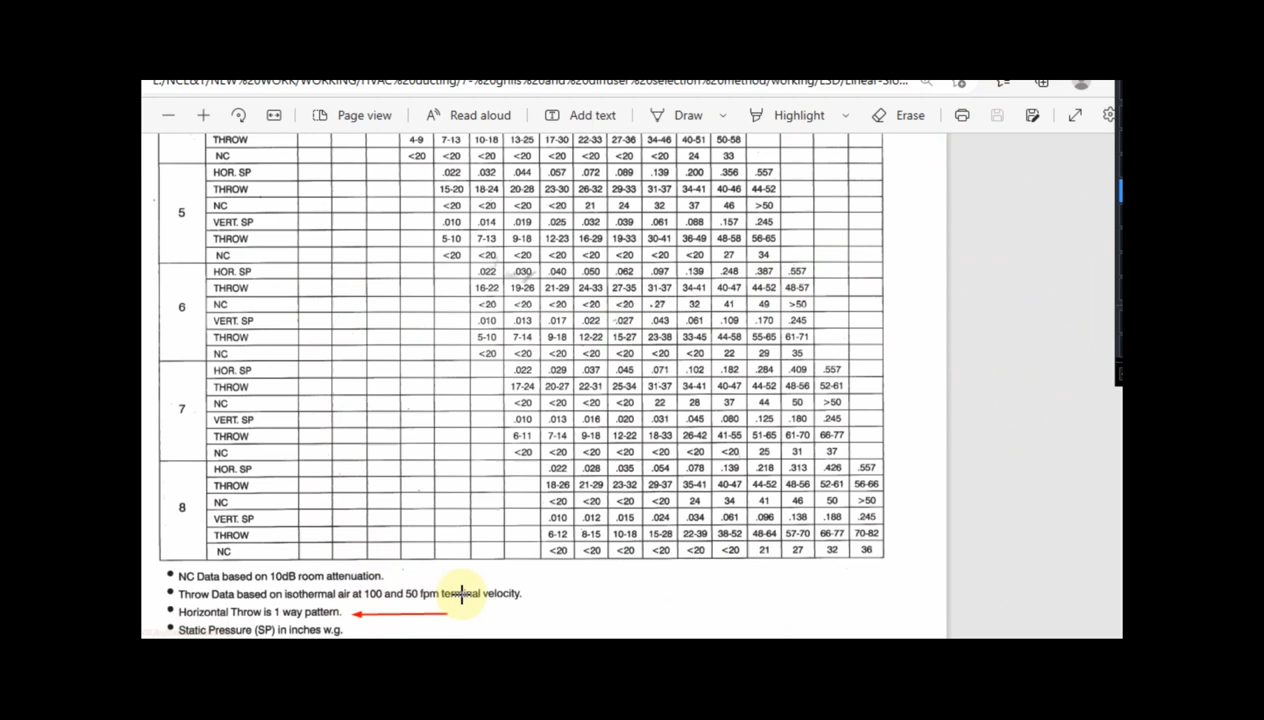 E:/NCL&T/NEW%20WORK/WORKING/HVAC%20ducting/7-%20grills%20and%20diffuser%20selection%20method/working/LSD/Linear-Slo...
Page view Read aloud Add text Draw Highlight Erase
THROW 4-9 7-13 10-18 13-25 17-30 22-33 27-36 34-46 40-51 50-58
NC <20 <20 <20 <20 <20 <20 <20 <20 24 33
HOR. SP .022 .032 .044 .057 .072 .089 .139 .200 .356 .557
THROW 15-20 18-24 20-28 23-30 26-32 29-33 31-37 34-41 40-46 44-52
5 NC <20 <20 <20 <20 21 24 32 37 46 >50
VERT. SP .010 .014 .019 .025 .032 .039 .061 .088 .157 .245
THROW 5-10 7-13 9-18 12-23 16-29 19-33 30-41 36-49 48-58 56-65
NC <20 <20 <20 <20 <20 <20 <20 <20 27 34
HOR. SP .022 .030 .040 .050 .062 .097 .139 .248 .387 .557
THROW 16-22 19-26 21-29 24-33 27-35 31-37 34-41 40-47 44-52 48-57
6 NC <20 <20 <20 <20 <20 27 32 41 49 >50
VERT. SP .010 .013 .017 .022 .027 .043 .061 .109 .170 .245
THROW 5-10 7-14 9-18 12-22 15-27 23-38 33-45 44-58 55-65 61-71
NC <20 <20 <20 <20 <20 <20 <20 22 29 35
HOR. SP .022 .029 .037 .045 .071 .102 .182 .284 .409 .557
THROW 17-24 20-27 22-31 25-34 31-37 34-41 40-47 44-52 48-56 52-61
7 NC <20 <20 <20 <20 22 28 37 44 50 >50
VERT. SP .010 .013 .016 .020 .031 .045 .080 .125 .180 .245
THROW 6-11 7-14 9-18 12-22 18-33 26-42 41-55 51-65 61-70 66-77
NC <20 <20 <20 <20 <20 <20 <20 25 31 37
HOR. SP .022 .028 .035 .054 .078 .139 .218 .313 .426 .557
THROW 18-26 21-29 23-32 29-37 35-41 40-47 44-52 48-56 52-61 56-66
8 NC <20 <20 <20 <20 24 34 41 46 50 >50
VERT. SP .010 .012 .015 .024 .034 .061 .096 .138 .188 .245
THROW 6-12 8-15 10-18 15-28 22-39 38-52 48-64 57-70 66-77 70-82
NC <20 <20 <20 <20 <20 <20 21 27 32 36
• NC Data based on 10dB room attenuation.
• Throw Data based on isothermal air at 100 and 50 fpm terminal velocity.
• Horizontal Throw is 1 way pattern.
• Static Pressure (SP) in inches w.g.